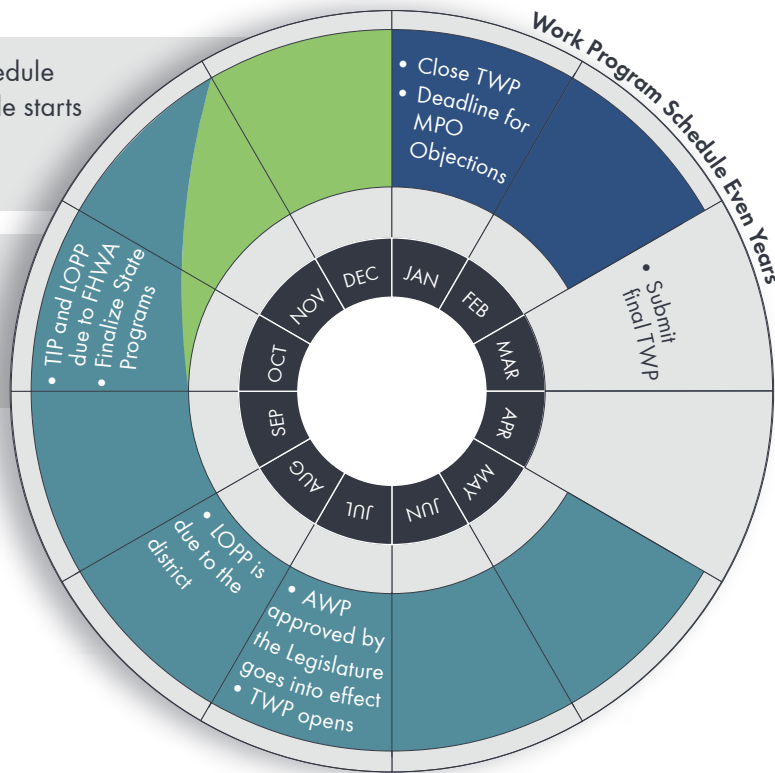 edule
le starts
Work Program Schedule Even Years
• Close TWP
• Deadline for
MPO
Objections
• Submit
final TWP
• AWP
approved by
the Legislature
goes into effect
• TWP opens
• LOPP is
due to the
district
• TIP and LOPP
due to FHWA
• Finalize State
Programs
JAN
FEB
MAR
APR
MAY
JUN
JUL
AUG
SEP
OCT
NOV
DEC